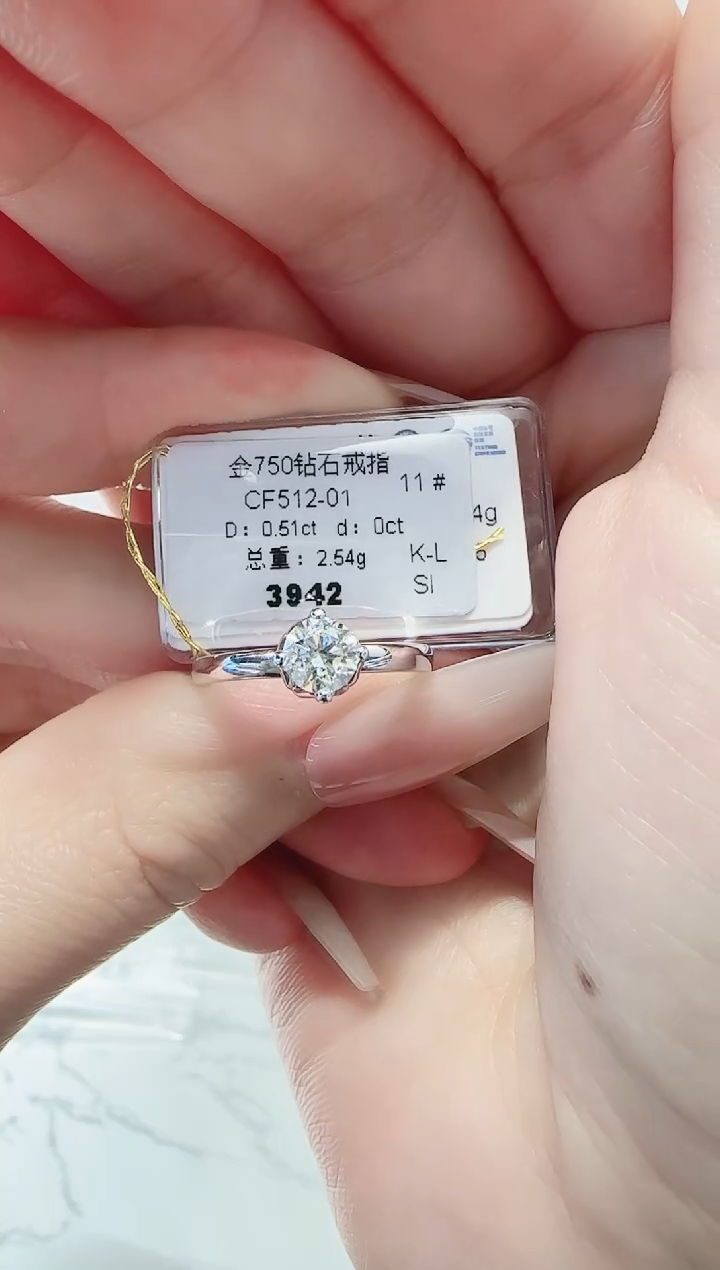 金750钻石戒指
11 #
CF512-01
D: 0.51ct d: 0ct
总重: 2.54g K-L
3942 SI
4g